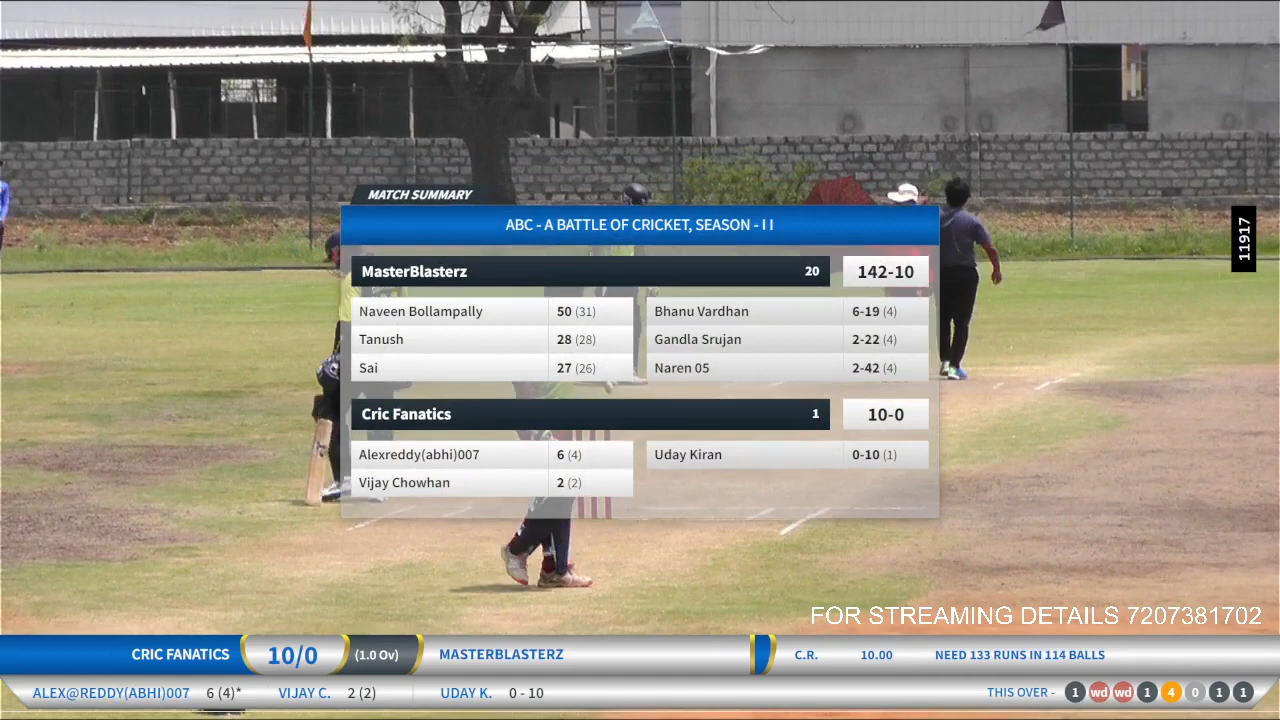 MATCH SUMMARY
ABC - A BATTLE OF CRICKET, SEASON - I I
MasterBlasterz 20 142-10
Naveen Bollampally 50 (31) Bhanu Vardhan 6-19 (4)
Tanush 28 (28) Gandla Srujan 2-22 (4)
Sai 27 (26) Naren 05 2-42 (4)
Cric Fanatics 1 10-0
Alexreddy(abhi)007 6 (4) Uday Kiran 0-10 (1)
Vijay Chowhan 2 (2)
11917
FOR STREAMING DETAILS 7207381702
CRIC FANATICS 10/0 (1.0 Ov) MASTERBLASTERZ C.R. 10.00 NEED 133 RUNS IN 114 BALLS
ALEX@REDDY(ABHI)007 6 (4)* VIJAY C. 2 (2) UDAY K. 0 - 10 THIS OVER - 1 wd wd 1 4 0 1 1